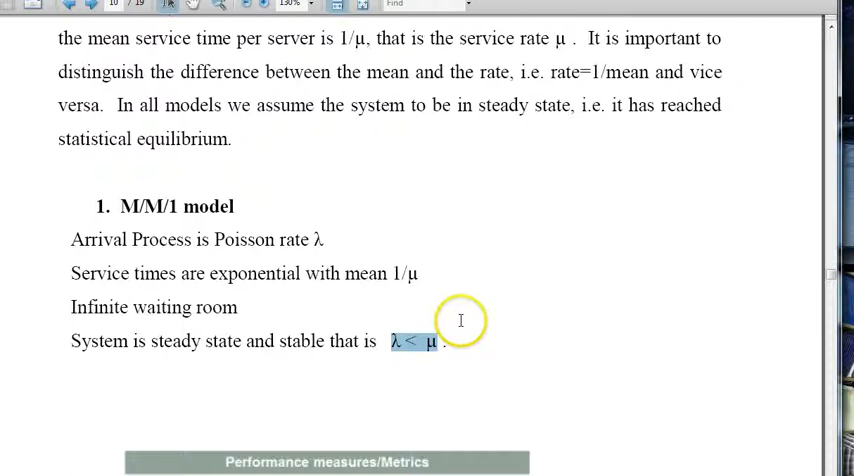 10 / 19 130% Find
the mean service time per server is 1/μ, that is the service rate μ . It is important to
distinguish the difference between the mean and the rate, i.e. rate=1/mean and vice
versa. In all models we assume the system to be in steady state, i.e. it has reached
statistical equilibrium.
1. M/M/1 model
Arrival Process is Poisson rate λ
Service times are exponential with mean 1/μ
Infinite waiting room
System is steady state and stable that is λ < μ .
Performance measures/Metrics